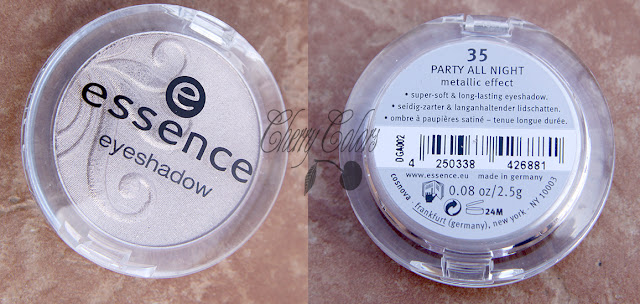 e
essence
eyeshadow
Cherry Colors
35
PARTY ALL NIGHT
metallic effect
• super-soft & long-lasting eyeshadow.
• seidig-zarter & langanhaltender lidschatten.
• ombre à paupières satiné – tenue longue durée.
DGA002
4 250338 426881
www.essence.eu made in germany
0.08 oz/2.5g
24M
cosnova frankfurt (germany), new york - NY 10003